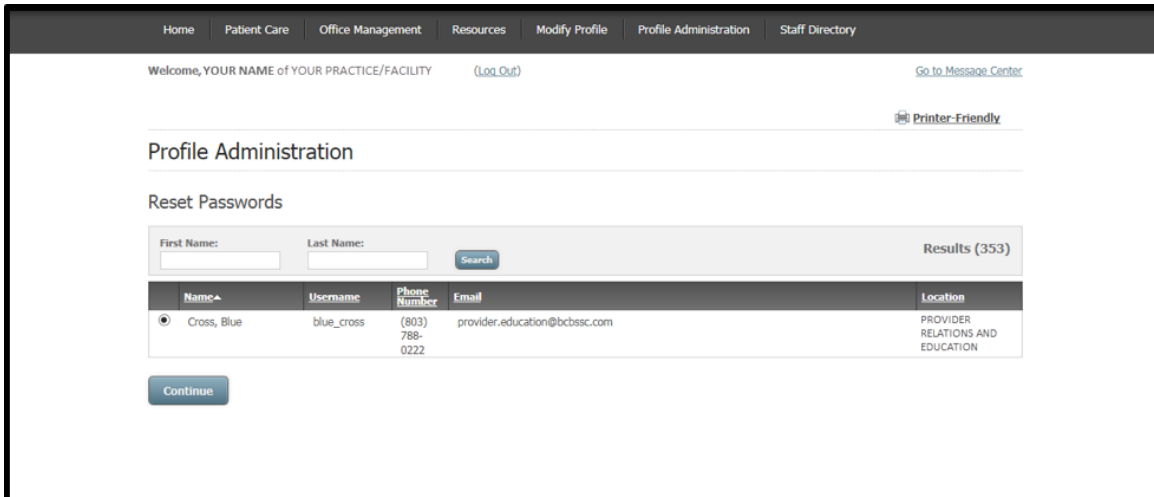 Home Patient Care Office Management Resources Modify Profile Profile Administration Staff Directory
Welcome, YOUR NAME of YOUR PRACTICE/FACILITY (Log Out) Go to Message Center
Printer-Friendly
Profile Administration
Reset Passwords
First Name: Last Name:
Search Results (353)
Name Username Phone Number Email Location
Cross, Blue blue_cross (803) provider.education@bcbssc.com PROVIDER
788- RELATIONS AND
0222 EDUCATION
Continue